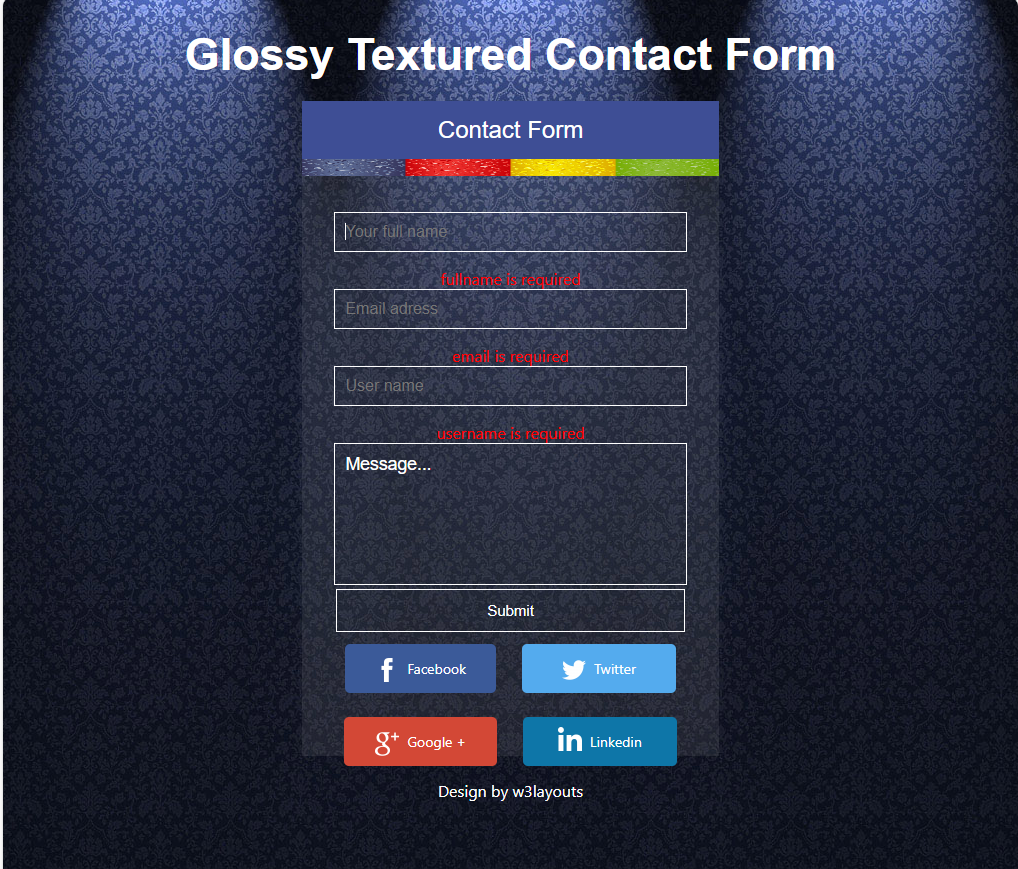 Glossy Textured Contact Form
Contact Form
Your full name
fullname is required
Email adress
email is required
User name
username is required
Message...
Submit
f Facebook
Twitter
g+ Google +
in Linkedin
Design by w3layouts